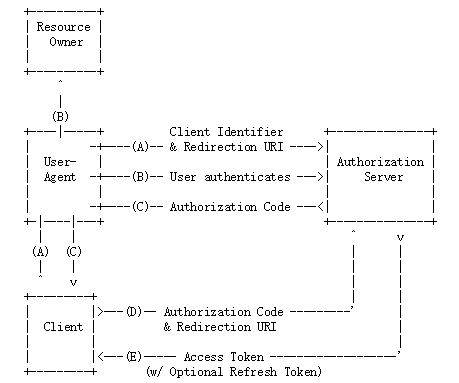 Resource
Owner
(B)
Client Identifier
(A) & Redirection URI
User-
Agent
(B) User authenticates
Authorization
Server
(C) Authorization Code
(A) (C)
(D) Authorization Code
Client & Redirection URI
(E) Access Token
(w/ Optional Refresh Token)